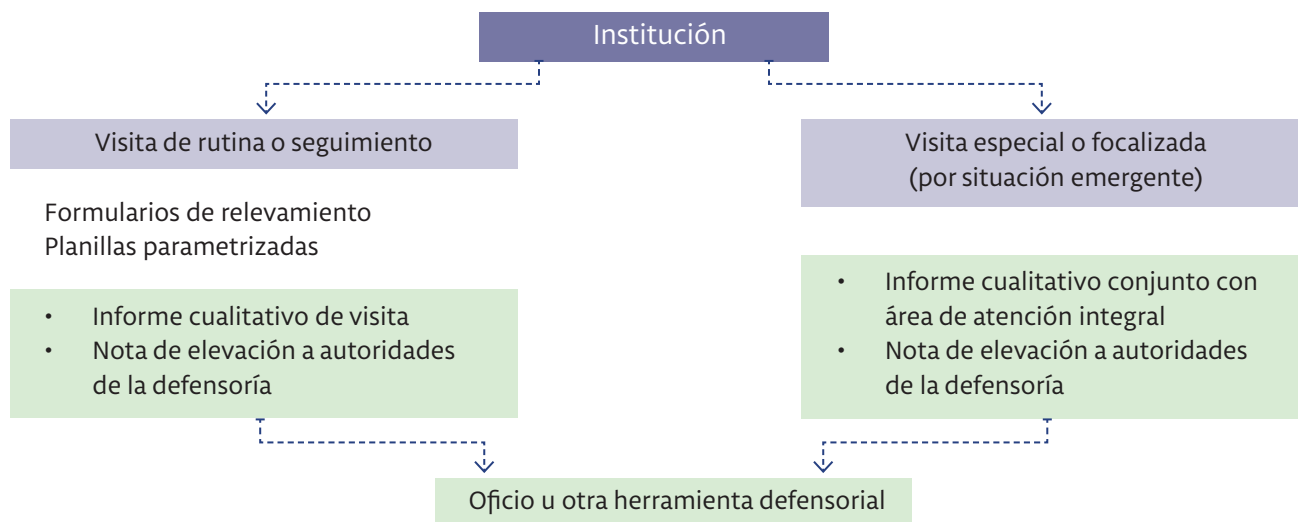 Institución
Visita de rutina o seguimiento
Formularios de relevamiento
Planillas parametrizadas
• Informe cualitativo de visita
• Nota de elevación a autoridades
de la defensoría
Visita especial o focalizada
(por situación emergente)
• Informe cualitativo conjunto con
área de atención integral
• Nota de elevación a autoridades
de la defensoría
Oficio u otra herramienta defensorial